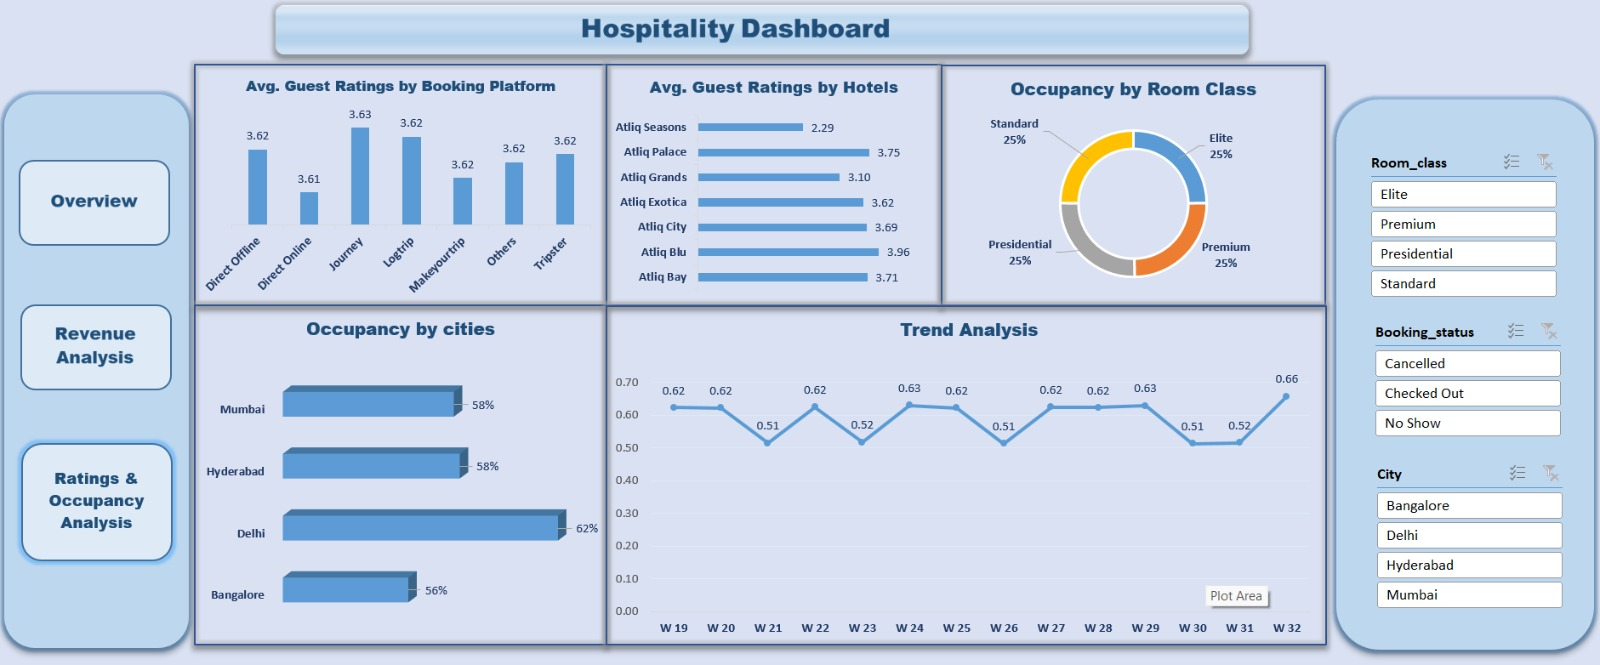 Hospitality Dashboard
Overview
Revenue
Analysis
Ratings &
Occupancy
Analysis
Avg. Guest Ratings by Booking Platform
3.62
3.61
3.63
3.62
3.62
3.62
3.62
Direct Offline
Direct Online
Journey
Logtrip
Makeyourtrip
Others
Tripster
Avg. Guest Ratings by Hotels
Atliq Seasons 2.29
Atliq Palace 3.75
Atliq Grands 3.10
Atliq Exotica 3.62
Atliq City 3.69
Atliq Blu 3.96
Atliq Bay 3.71
Occupancy by Room Class
Standard
25%
Elite
25%
Presidential
25%
Premium
25%
Occupancy by cities
Mumbai 58%
Hyderabad 58%
Delhi 62%
Bangalore 56%
Trend Analysis
0.70
0.60
0.50
0.40
0.30
0.20
0.10
0.00
0.62
0.62
0.51
0.62
0.52
0.63
0.62
0.51
0.62
0.62
0.63
0.51
0.52
0.66
Plot Area
W 19 W 20 W 21 W 22 W 23 W 24 W 25 W 26 W 27 W 28 W 29 W 30 W 31 W 32
Room_class
Elite
Premium
Presidential
Standard
Booking_status
Cancelled
Checked Out
No Show
City
Bangalore
Delhi
Hyderabad
Mumbai